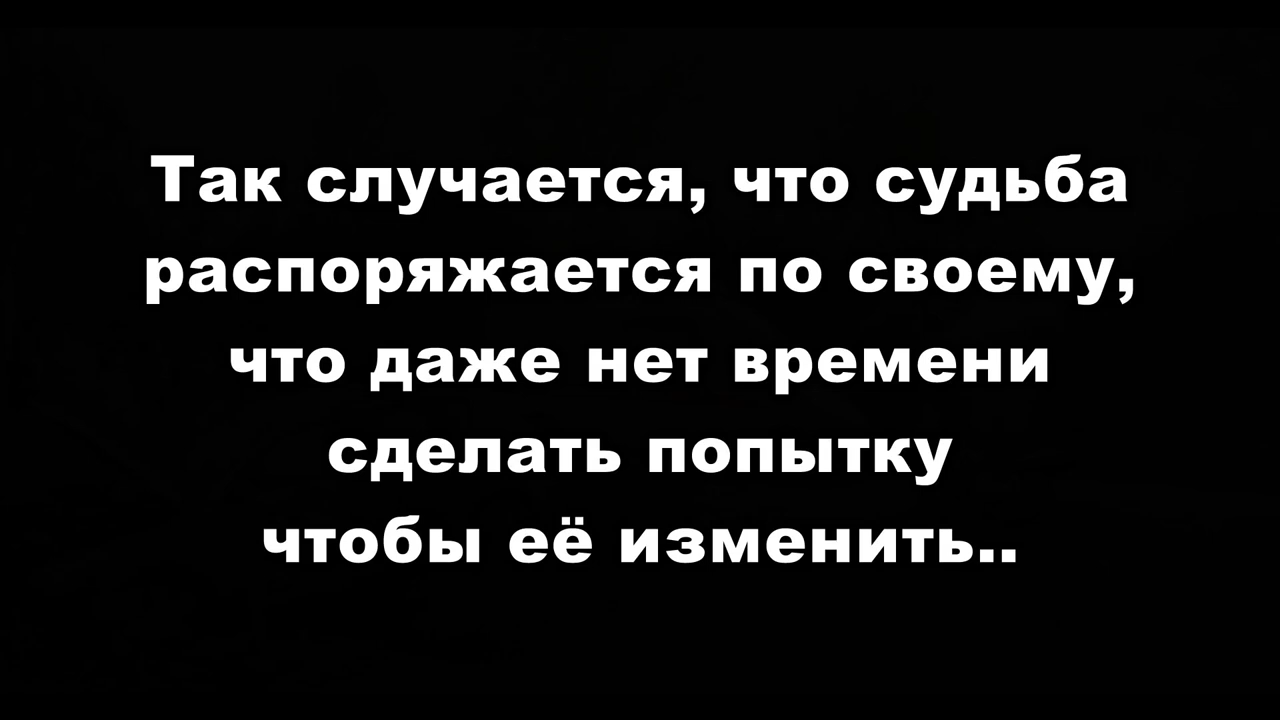 Так случается, что судьба
распоряжается по своему,
что даже нет времени
сделать попытку
чтобы её изменить..